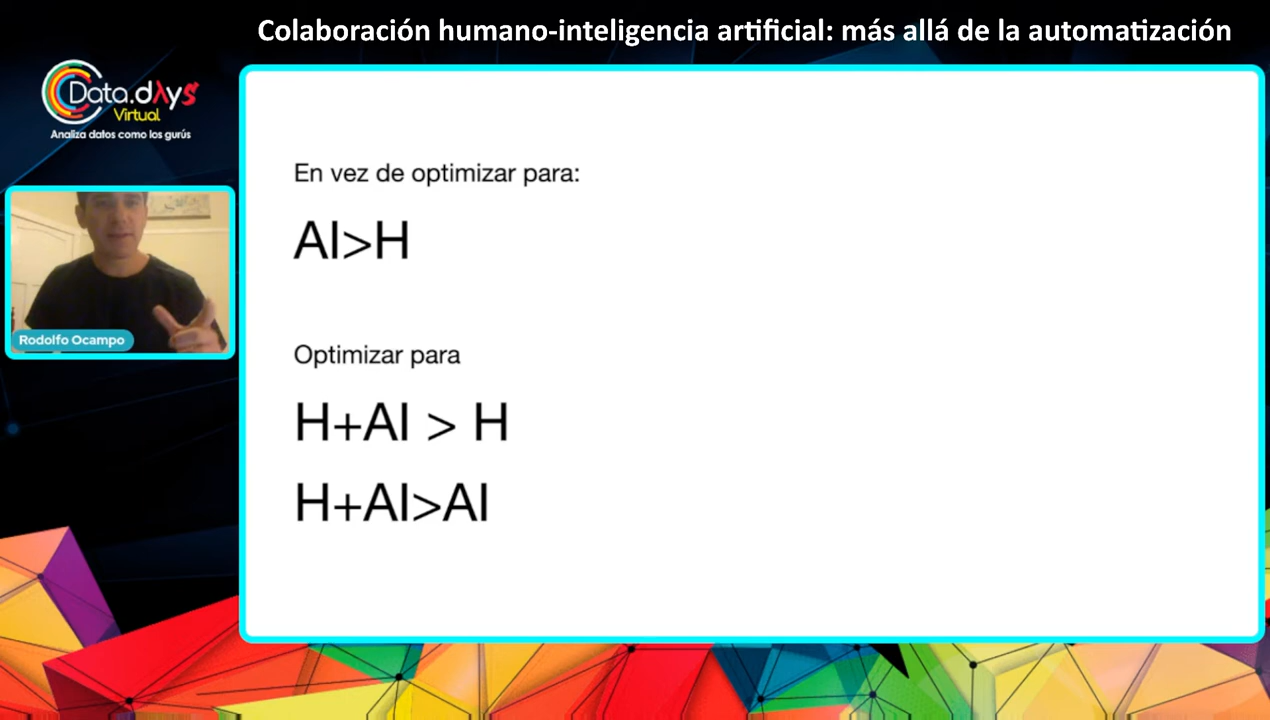 Colaboración humano-inteligencia artificial: más allá de la automatización
Data.dλys
Virtual
Analiza datos como los gurús
Rodolfo Ocampo
En vez de optimizar para:
AI>H
Optimizar para
H+AI > H
H+AI>AI